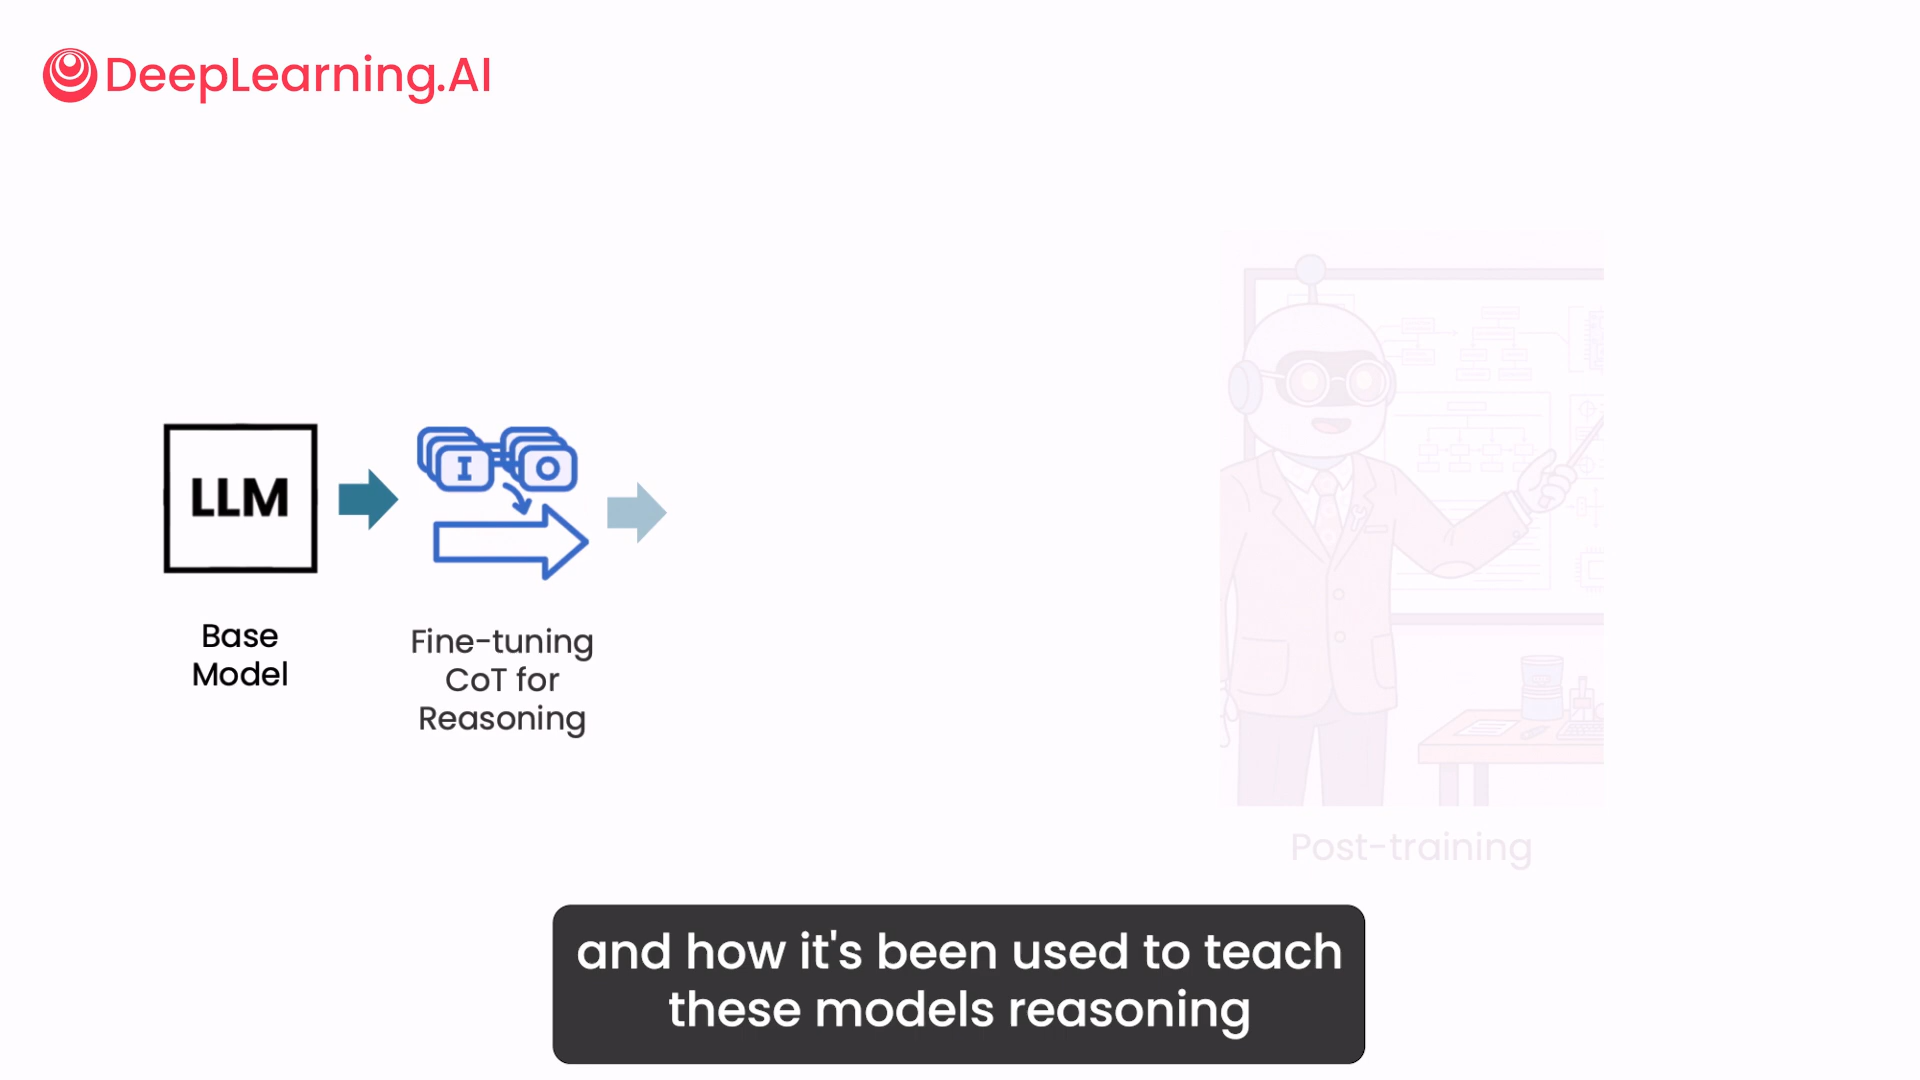 DeepLearning.AI
LLM
I
O
Base
Model
Fine-tuning
CoT for
Reasoning
Post-training
and how it's been used to teach
these models reasoning